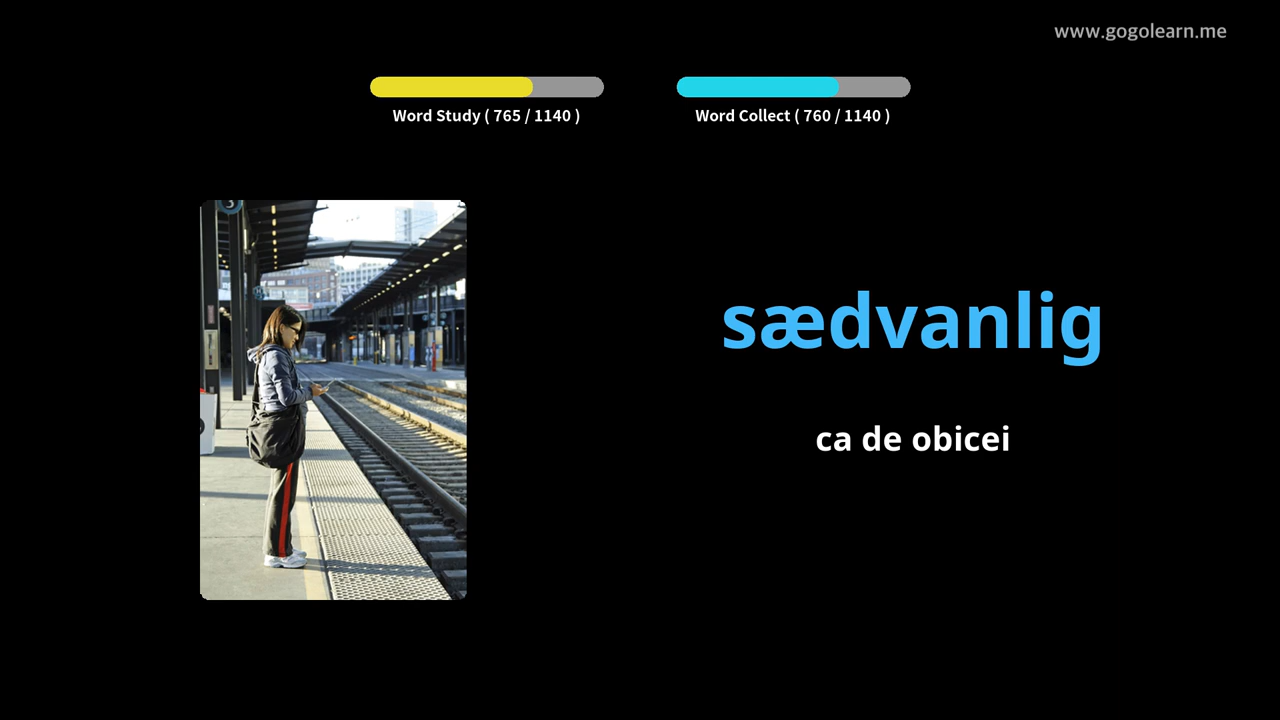 www.gogolearn.me
Word Study ( 765 / 1140 )
Word Collect ( 760 / 1140 )
sædvanlig
ca de obicei